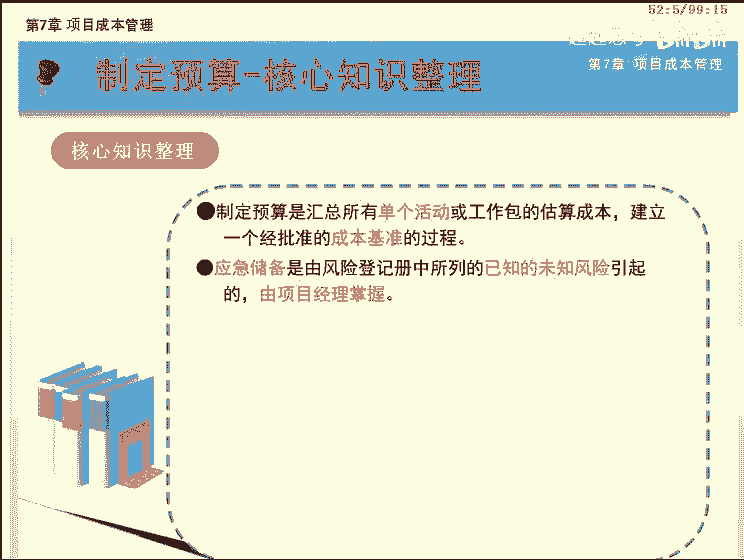 52:5/99:15
第7章 项目成本管理
制定预算-核心知识整理
第7章 项目成本管理
核心知识整理
●制定预算是汇总所有单个活动或工作包的估算成本，建立
一个经批准的成本基准的过程。
●应急储备是由风险登记册中所列的已知的未知风险引起
的，由项目经理掌握。